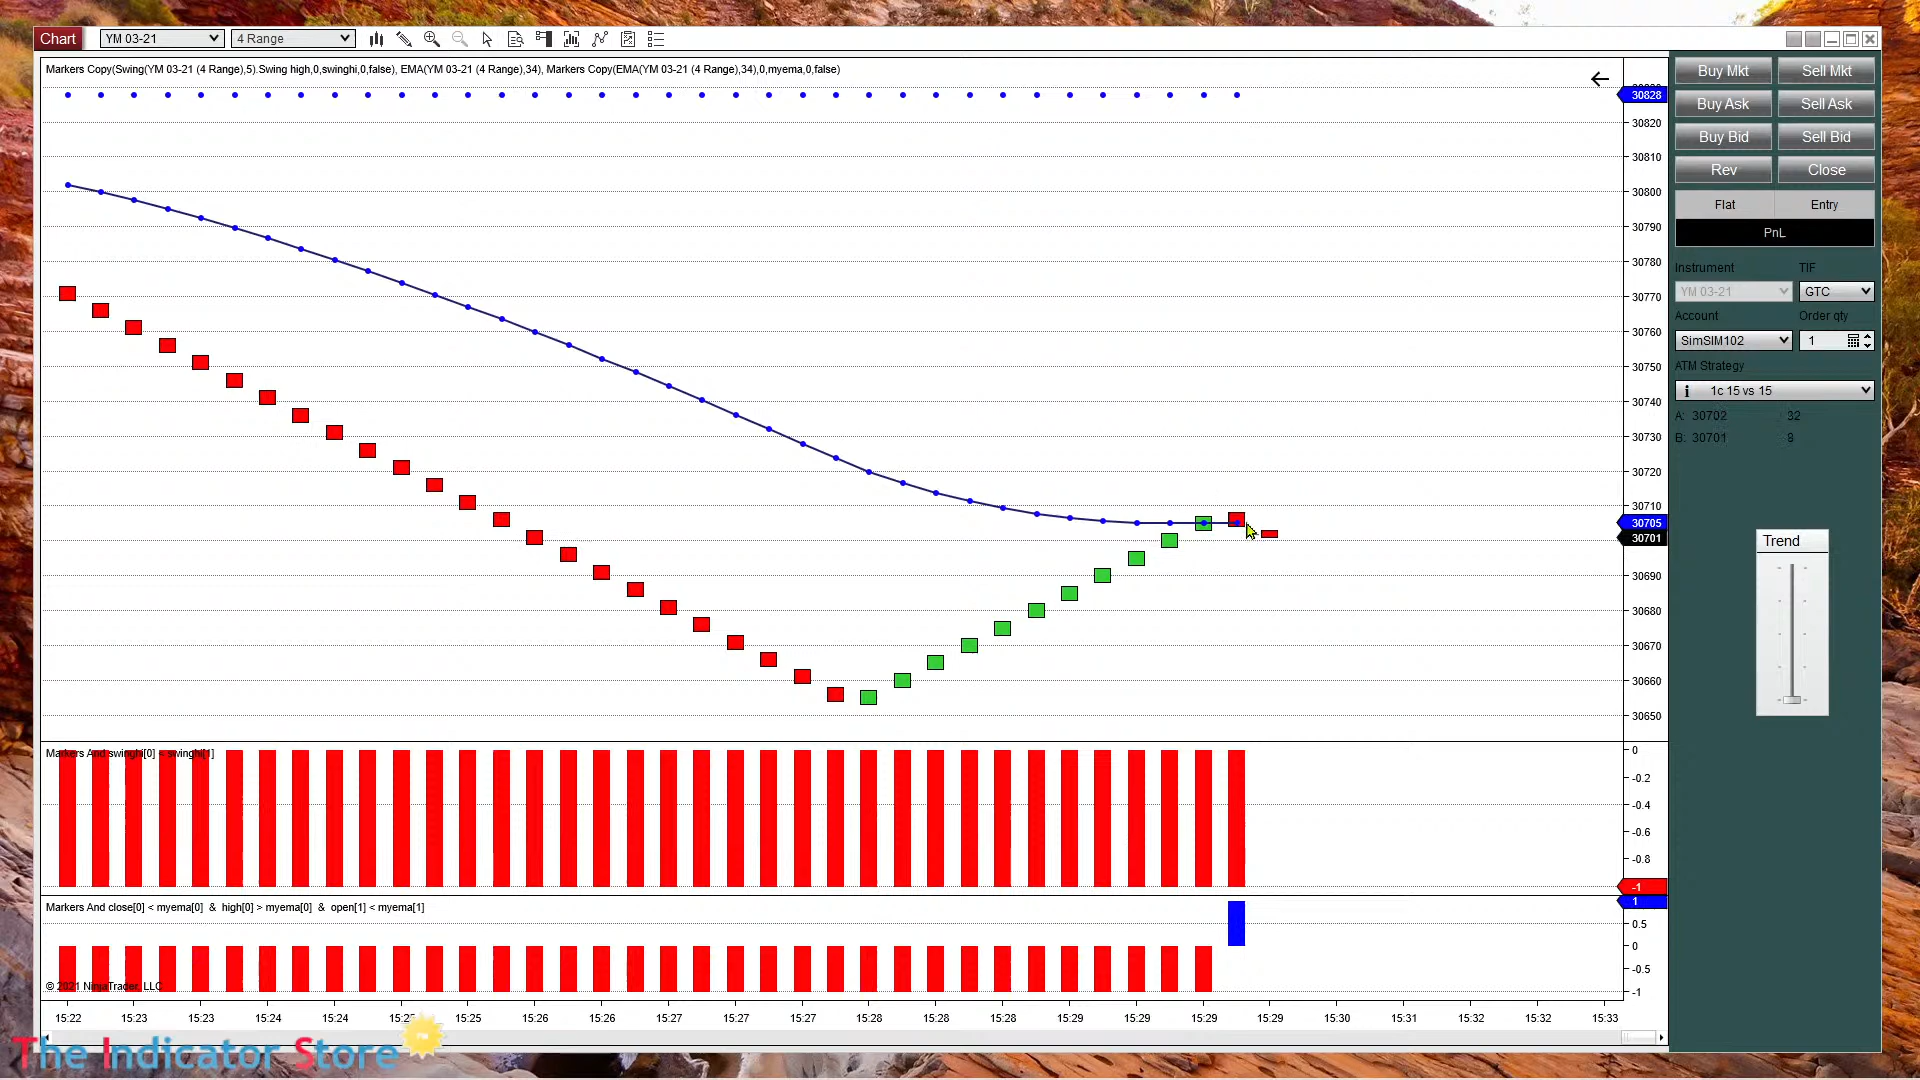 Chart
YM 03-21
4 Range
Markers Copy(Swing(YM 03-21 (4 Range),5).Swing high,0,swinghi,0,false), EMA(YM 03-21 (4 Range),34), Markers Copy(EMA(YM 03-21 (4 Range),34),0,myema,0,false)
30828
30820
30810
30800
30790
30780
30770
30760
30750
30740
30730
30720
30710
30705
30701
30690
30680
30670
30660
30650
Markers And swinghi[0] < swinghi[1]
0
-0.2
-0.4
-0.6
-0.8
-1
Markers And close[0] < myema[0] & high[0] > myema[0] & open[1] < myema[1]
1
0.5
0
-0.5
-1
© 2021 NinjaTrader, LLC
15:22 15:23 15:23 15:24 15:24 15:25 15:26 15:26 15:27 15:27 15:27 15:28 15:28 15:28 15:29 15:29 15:29 15:29 15:30 15:31 15:32 15:32 15:33
The Indicator Store
Buy Mkt Sell Mkt
Buy Ask Sell Ask
Buy Bid Sell Bid
Rev Close
Flat Entry
PnL
Instrument TIF
YM 03-21 GTC
Account Order qty
SimSIM102 1
ATM Strategy
i 1c 15 vs 15
A: 30702 32
B: 30701 8
Trend